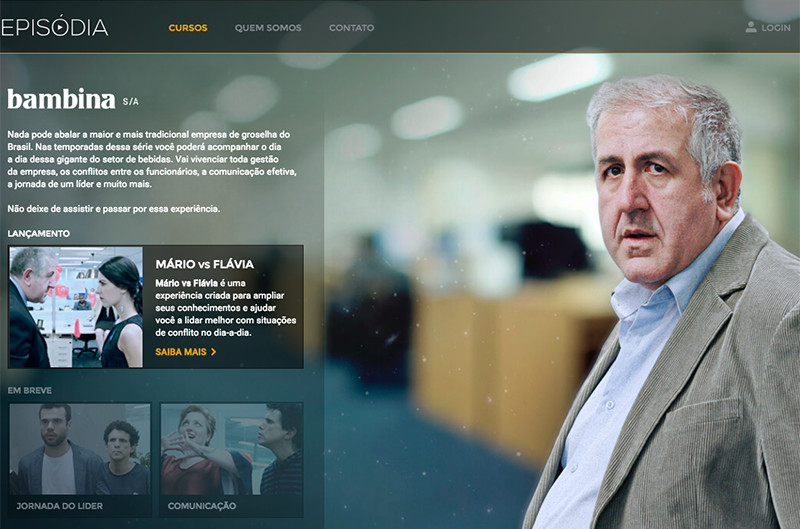 EPISÓDIA
CURSOS QUEM SOMOS CONTATO
LOGIN
bambina S/A
Nada pode abalar a maior e mais tradicional empresa de groselha do
Brasil. Nas temporadas dessa série você poderá acompanhar o dia
a dia dessa gigante do setor de bebidas. Vai vivenciar toda gestão
da empresa, os conflitos entre os funcionários, a comunicação efetiva,
a jornada de um líder e muito mais.
Não deixe de assistir e passar por essa experiência.
LANÇAMENTO
MÁRIO vs FLÁVIA
Mário vs Flávia é uma
experiência criada para ampliar
seus conhecimentos e ajudar
você a lidar melhor com situações
de conflito no dia-a-dia.
SAIBA MAIS >
EM BREVE
JORNADA DO LIDER
COMUNICAÇÃO